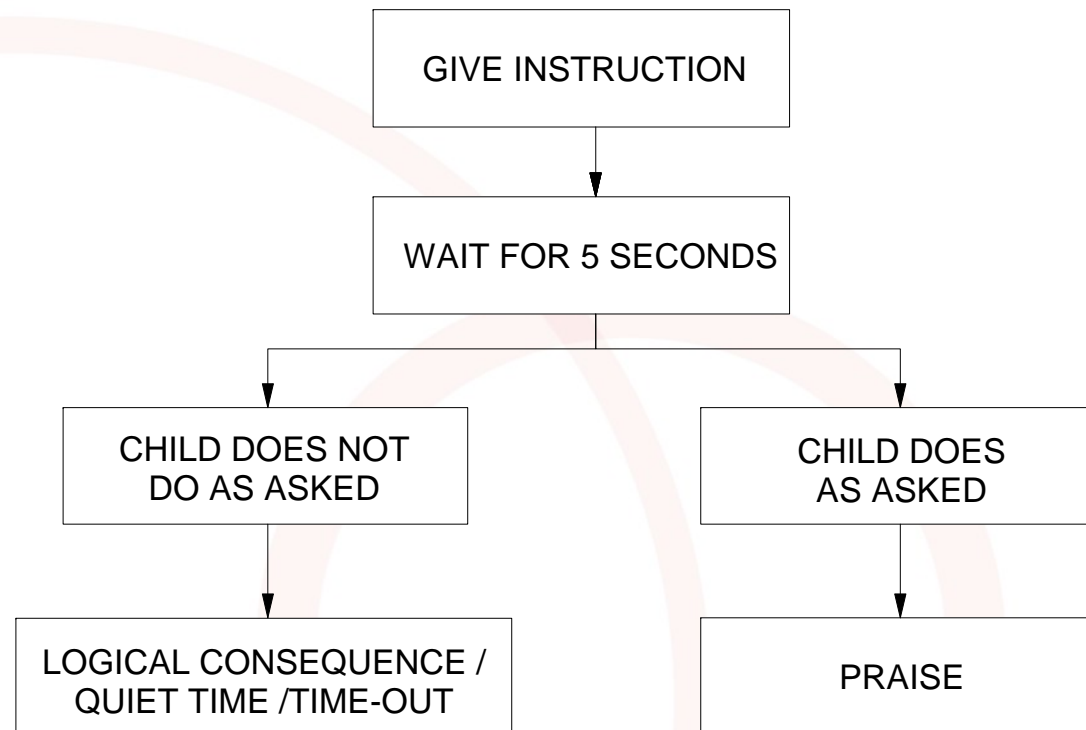 GIVE INSTRUCTION
WAIT FOR 5 SECONDS
CHILD DOES NOT
DO AS ASKED
CHILD DOES
AS ASKED
LOGICAL CONSEQUENCE /
QUIET TIME /TIME-OUT
PRAISE